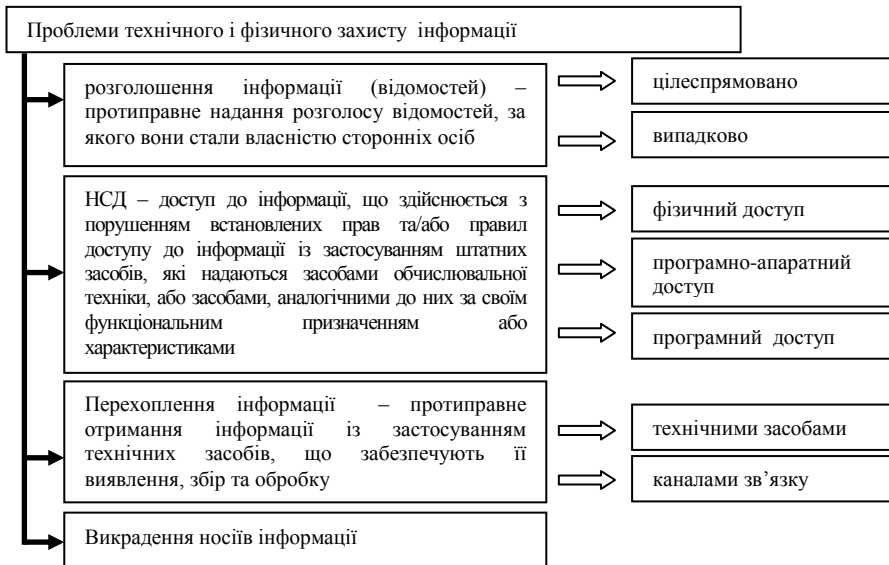 Проблеми технічного і фізичного захисту інформації
розголошення інформації (відомостей) –
протиправне надання розголосу відомостей, за
якого вони стали власністю сторонніх осіб
цілеспрямовано
випадково
НСД – доступ до інформації, що здійснюється з
порушенням встановлених прав та/або правил
доступу до інформації із застосуванням штатних
засобів, які надаються засобами обчислювальної
техніки, або засобами, аналогічними до них за своїм
функціональним призначенням або
характеристиками
фізичний доступ
програмно-апаратний
доступ
програмний доступ
Перехоплення інформації – протиправне
отримання інформації із застосуванням
технічних засобів, що забезпечують її
виявлення, збір та обробку
технічними засобами
каналами зв’язку
Викрадення носіїв інформації